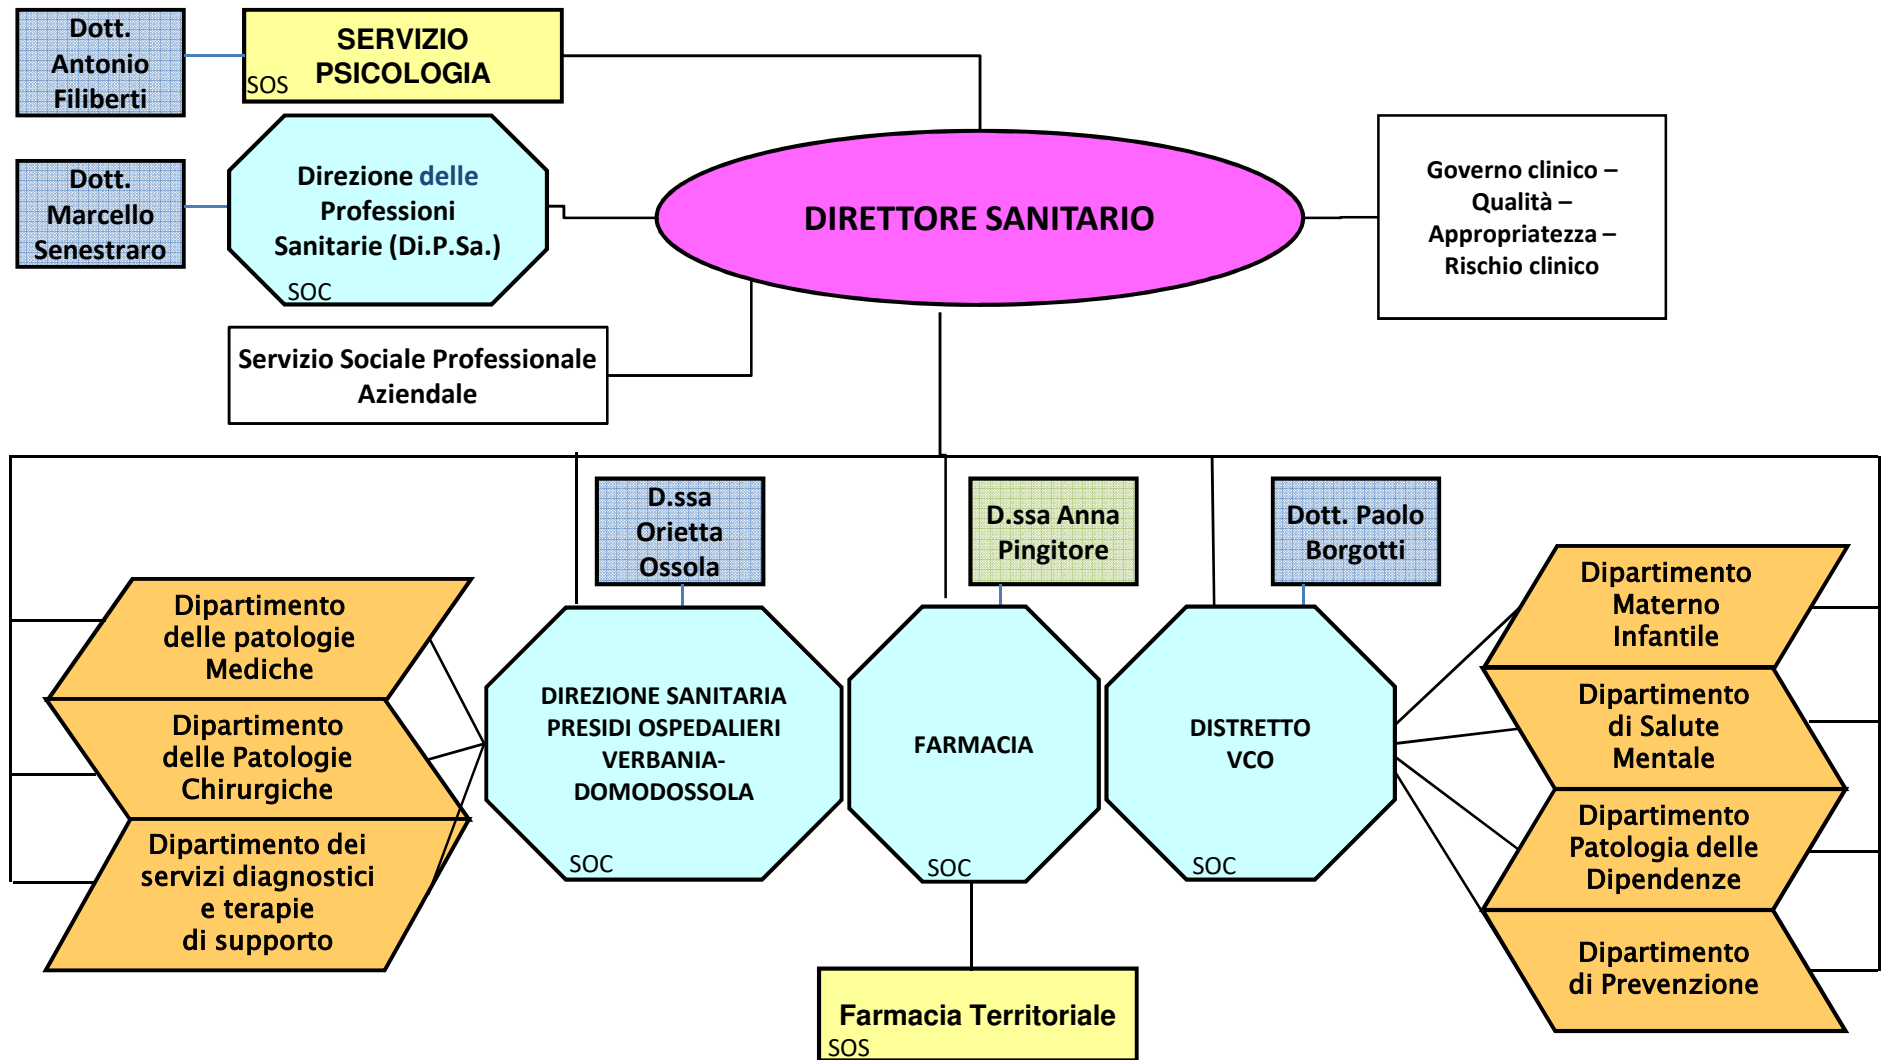 Dott.
Antonio
Filiberti
SERVIZIO
PSICOLOGIA
SOS
Dott.
Marcello
Senestraro
Direzione delle
Professioni
Sanitarie (Di.P.Sa.)
SOC
DIRETTORE SANITARIO
Governo clinico –
Qualità –
Appropriatezza –
Rischio clinico
Servizio Sociale Professionale
Aziendale
D.ssa
Orietta
Ossola
D.ssa Anna
Pingitore
Dott. Paolo
Borgotti
Dipartimento
delle patologie
Mediche
Dipartimento
delle Patologie
Chirurgiche
Dipartimento dei
servizi diagnostici
e terapie
di supporto
DIREZIONE SANITARIA
PRESIDI OSPEDALIERI
VERBANIA-
DOMODOSSOLA
SOC
FARMACIA
SOC
DISTRETTO
VCO
SOC
Dipartimento
Materno
Infantile
Dipartimento
di Salute
Mentale
Dipartimento
Patologia delle
Dipendenze
Dipartimento
di Prevenzione
Farmacia Territoriale
SOS